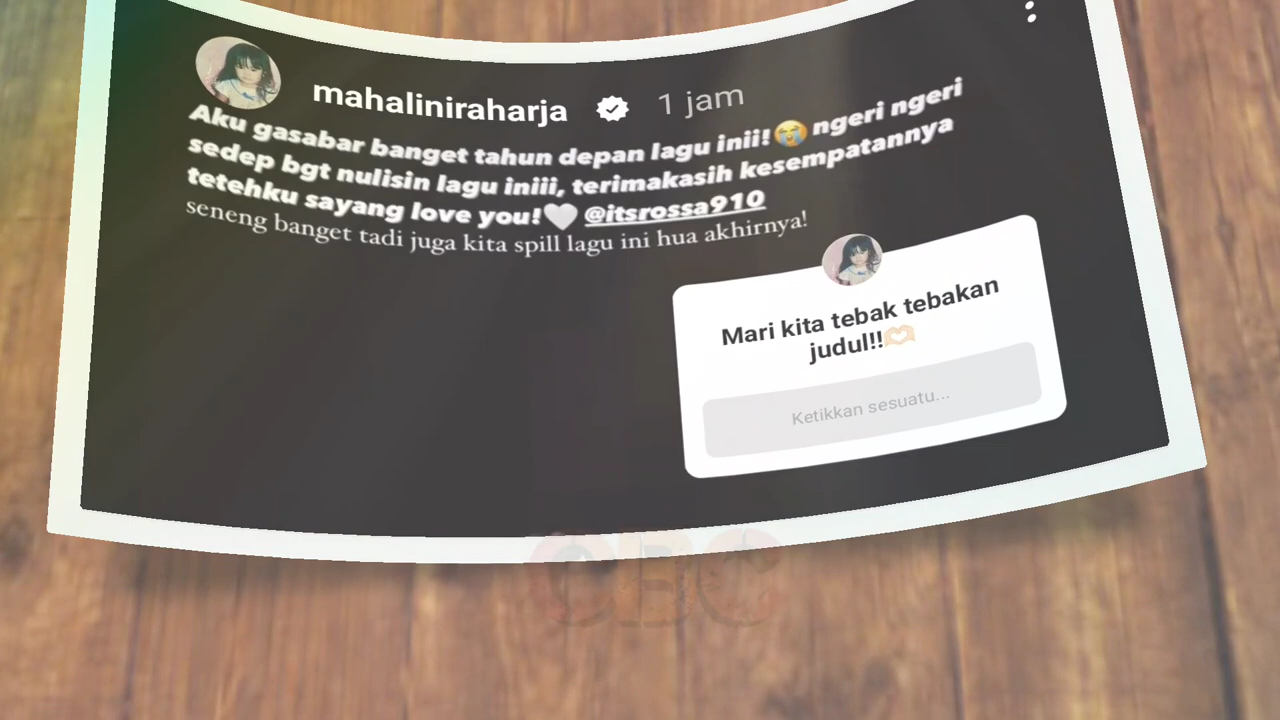 mahaliniraharja 1 jam
Aku gasabar banget tahun depan lagu inii!😭 ngeri ngeri
sedep bgt nulisin lagu iniii, terimakasih kesempatannya
tetehku sayang love you!🤍 @itsrossa910
seneng banget tadi juga kita spill lagu ini hua akhirnya!
Mari kita tebak tebakan
judul!!🫶🏻
Ketikkan sesuatu...
CBC